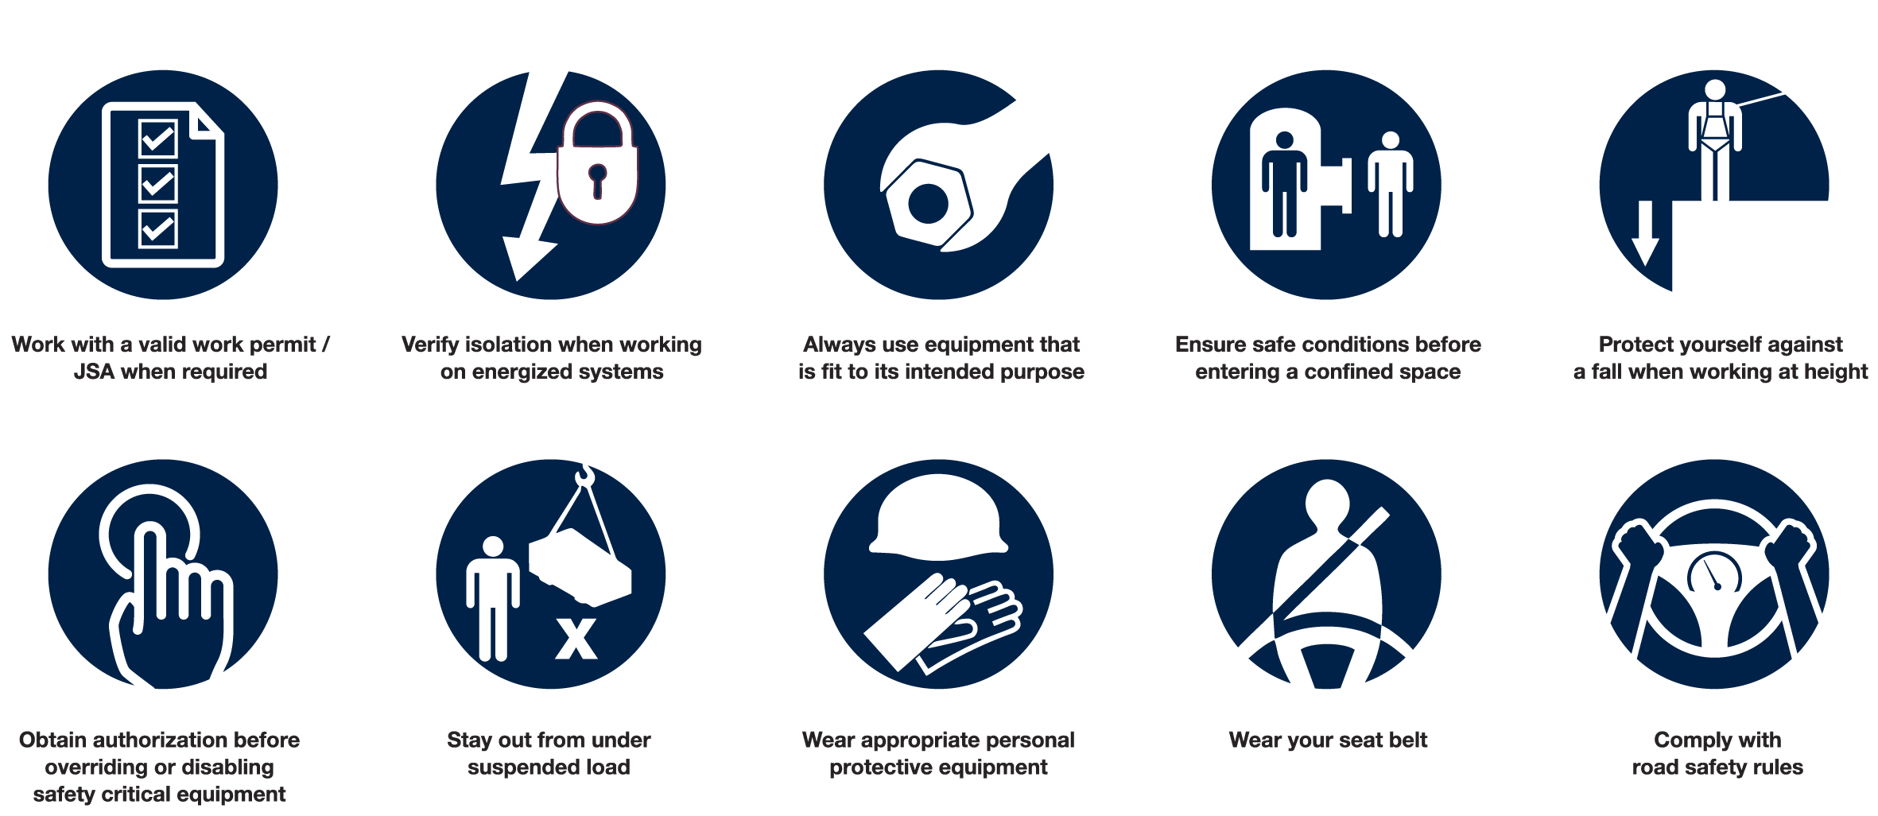 Work with a valid work permit /
JSA when required
Verify isolation when working
on energized systems
Always use equipment that
is fit to its intended purpose
Ensure safe conditions before
entering a confined space
Protect yourself against
a fall when working at height
X
Obtain authorization before
overriding or disabling
safety critical equipment
Stay out from under
suspended load
Wear appropriate personal
protective equipment
Wear your seat belt
Comply with
road safety rules